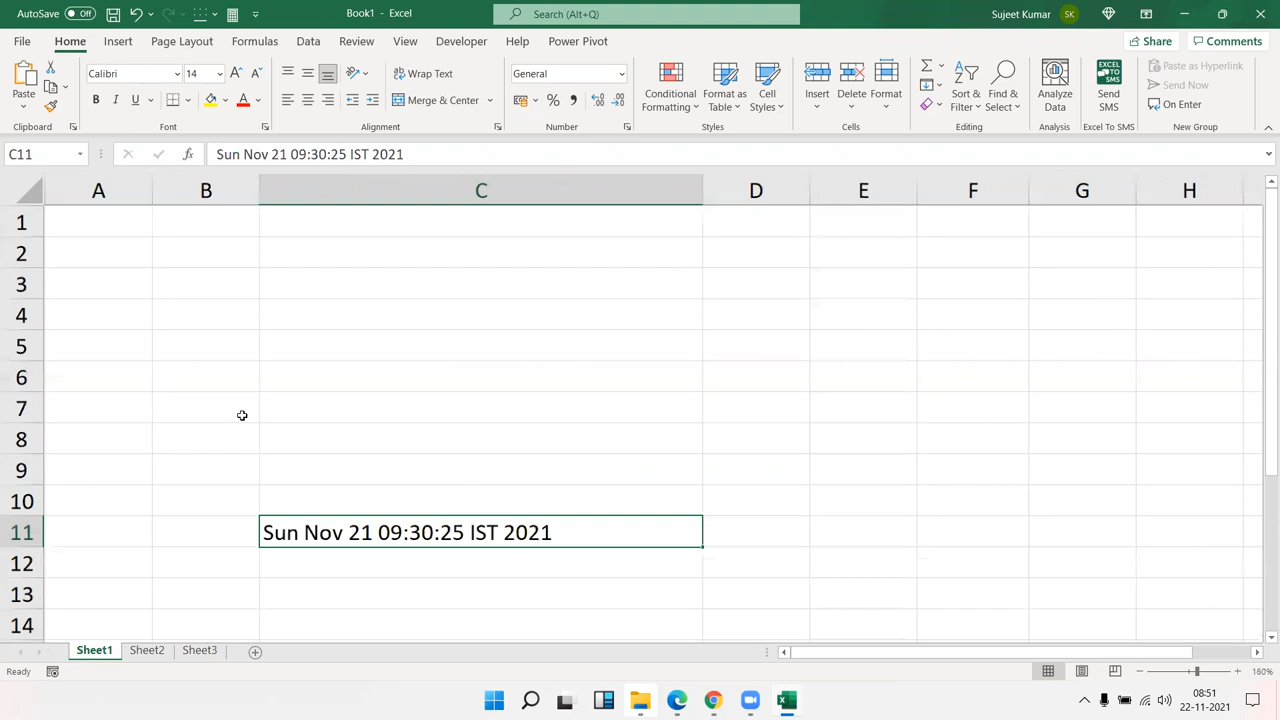 AutoSave Off Book1 - Excel Search (Alt+Q) Sujeet Kumar SK
File Home Insert Page Layout Formulas Data Review View Developer Help Power Pivot Share Comments
Paste Calibri 14 Wrap Text General Conditional Formatting Format as Table Cell Styles Insert Delete Format Sort & Filter Find & Select Analyze Data Send SMS Paste as Hyperlink
B I U A Merge & Center % Send Now
On Enter
Clipboard Font Alignment Number Styles Cells Editing Analysis Excel To SMS New Group
C11 fx Sun Nov 21 09:30:25 IST 2021
A B C D E F G H
1
2
3
4
5
6
7
8
9
10
11 Sun Nov 21 09:30:25 IST 2021
12
13
14
Sheet1 Sheet2 Sheet3
Ready 160%
08:51
22-11-2021